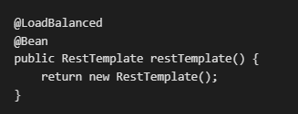 @LoadBalanced
@Bean
public RestTemplate restTemplate() {
    return new RestTemplate();
}